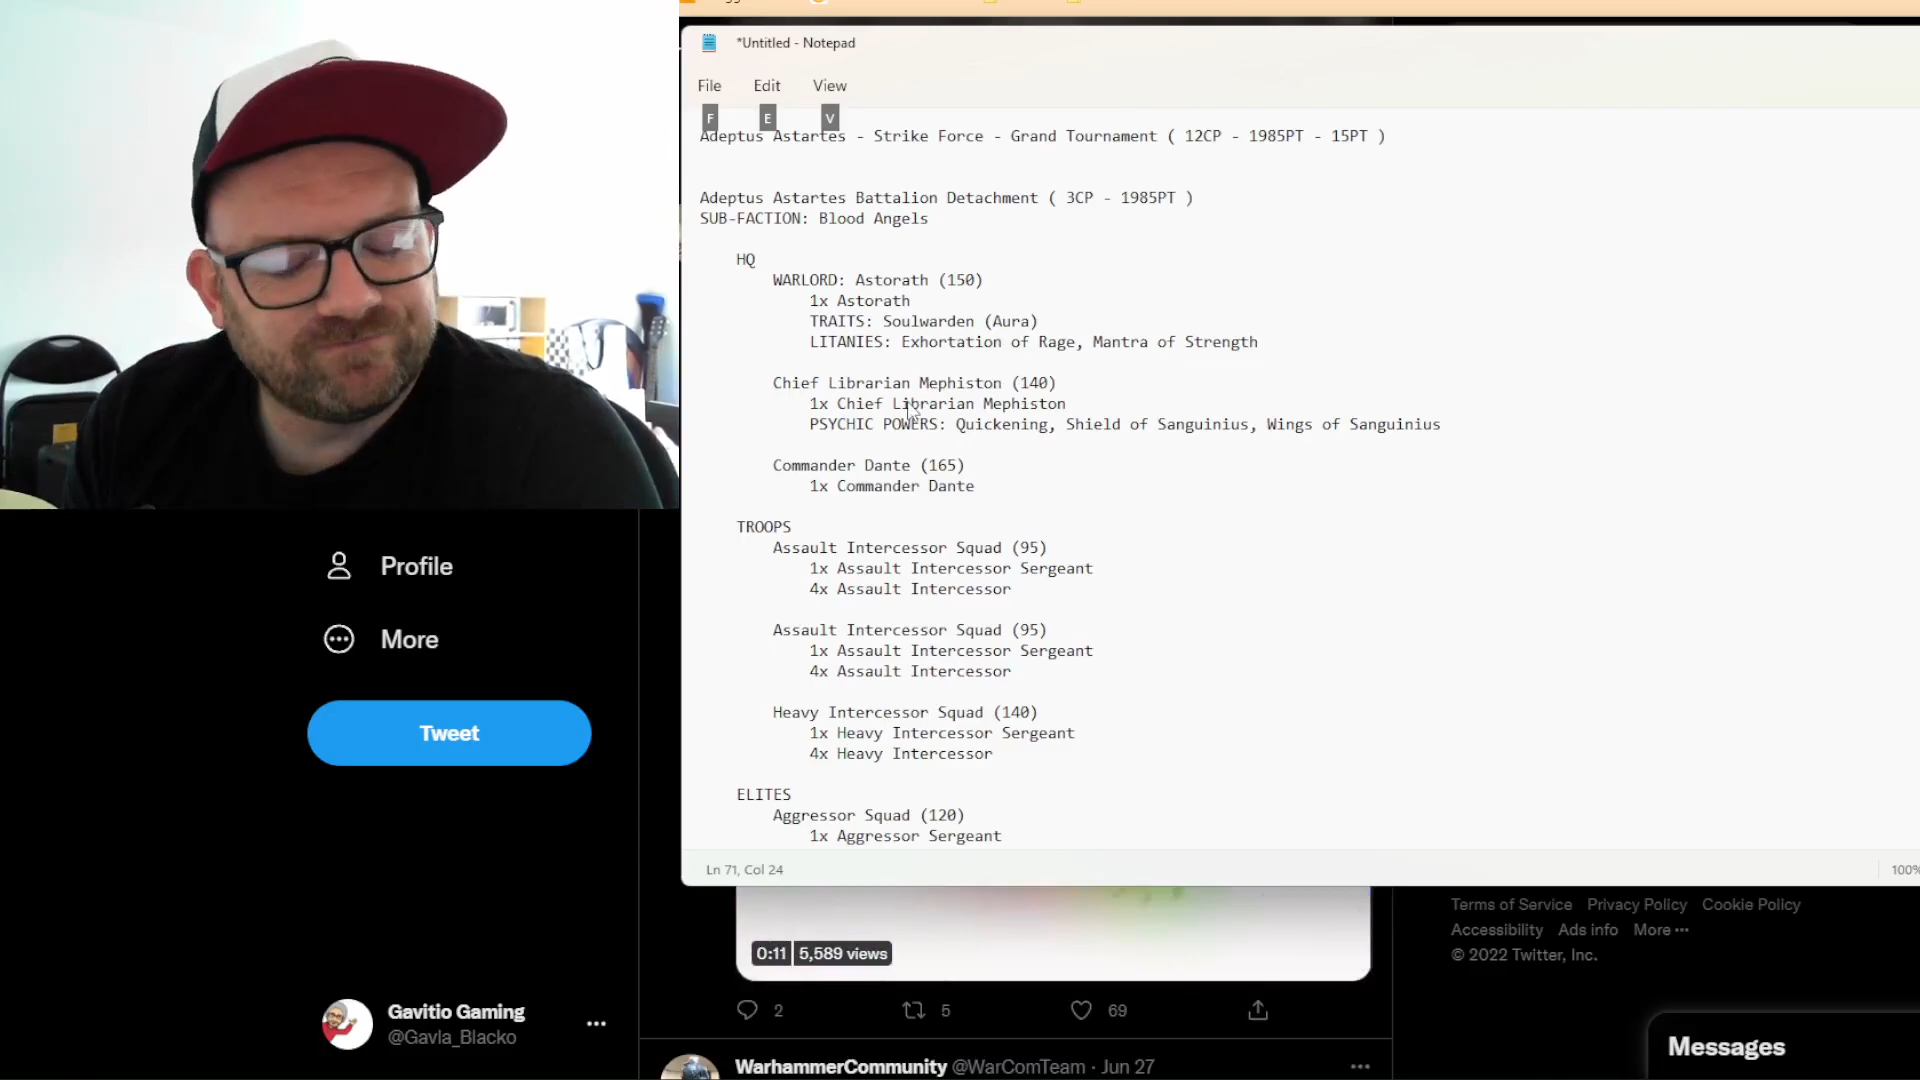 *Untitled - Notepad
File Edit View
F E V
Adeptus Astartes - Strike Force - Grand Tournament ( 12CP - 1985PT - 15PT )
Adeptus Astartes Battalion Detachment ( 3CP - 1985PT )
SUB-FACTION: Blood Angels
HQ
WARLORD: Astorath (150)
1x Astorath
TRAITS: Soulwarden (Aura)
LITANIES: Exhortation of Rage, Mantra of Strength
Chief Librarian Mephiston (140)
1x Chief Librarian Mephiston
PSYCHIC POWERS: Quickening, Shield of Sanguinius, Wings of Sanguinius
Commander Dante (165)
1x Commander Dante
TROOPS
Assault Intercessor Squad (95)
1x Assault Intercessor Sergeant
4x Assault Intercessor
Assault Intercessor Squad (95)
1x Assault Intercessor Sergeant
4x Assault Intercessor
Heavy Intercessor Squad (140)
1x Heavy Intercessor Sergeant
4x Heavy Intercessor
ELITES
Aggressor Squad (120)
1x Aggressor Sergeant
Ln 71, Col 24
100%
Profile
More
Tweet
Gavitio Gaming
@Gavla_Blacko
0:11 5,589 views
2 5 69
WarhammerCommunity @WarComTeam · Jun 27
Terms of Service Privacy Policy Cookie Policy
Accessibility Ads info More ···
© 2022 Twitter, Inc.
Messages